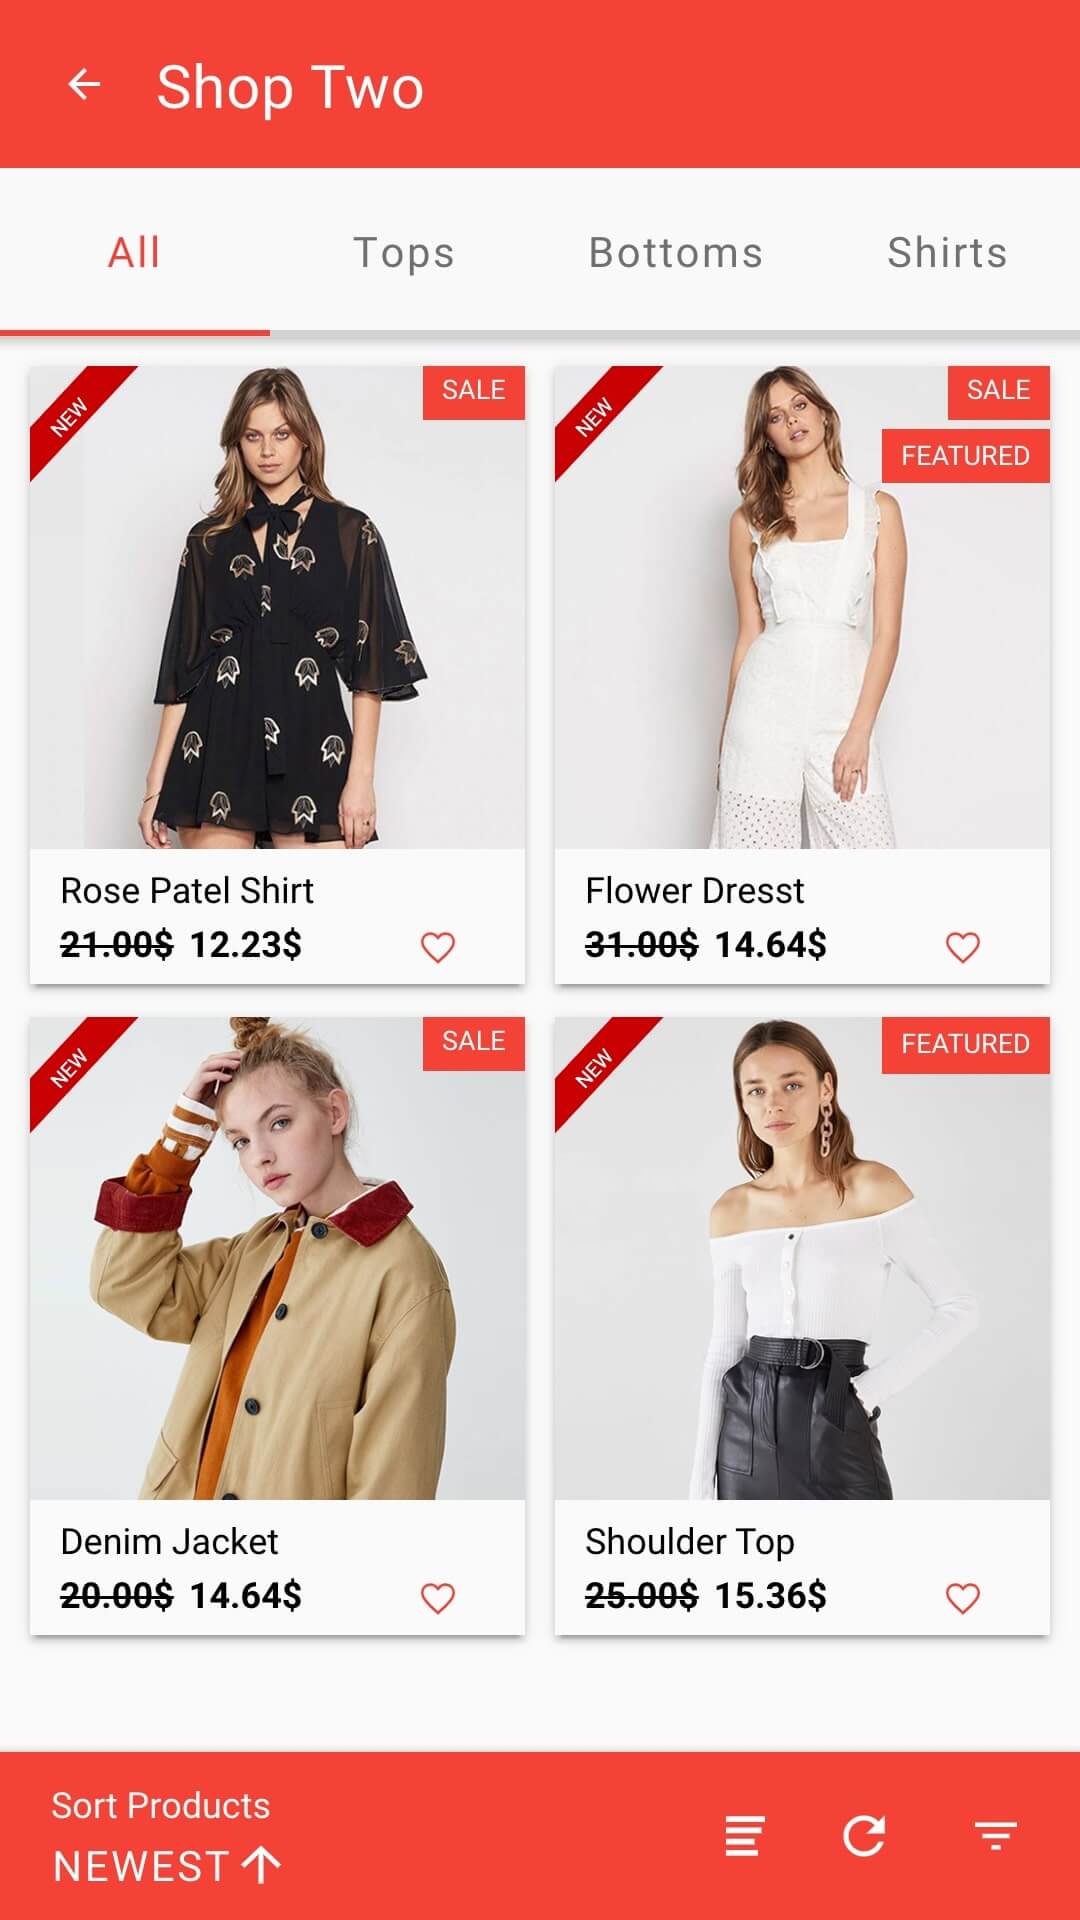 Shop Two
All Tops Bottoms Shirts
NEW SALE
NEW SALE
FEATURED
Rose Patel Shirt
21.00$ 12.23$
Flower Dresst
31.00$ 14.64$
NEW SALE
NEW FEATURED
Denim Jacket
20.00$ 14.64$
Shoulder Top
25.00$ 15.36$
Sort Products
NEWEST